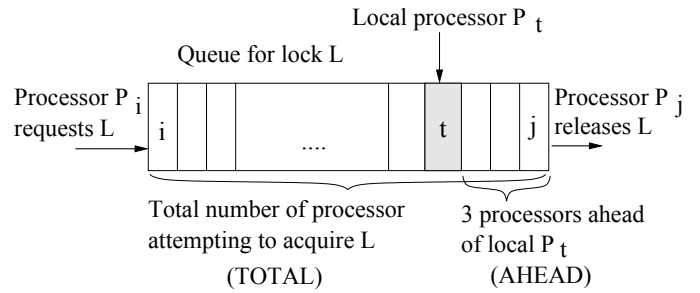 Local processor P t
Queue for lock L
Processor P i
requests L
Processor P j
releases L
i
....
t
j
Total number of processor
attempting to acquire L
(TOTAL)
3 processors ahead
of local P t
(AHEAD)